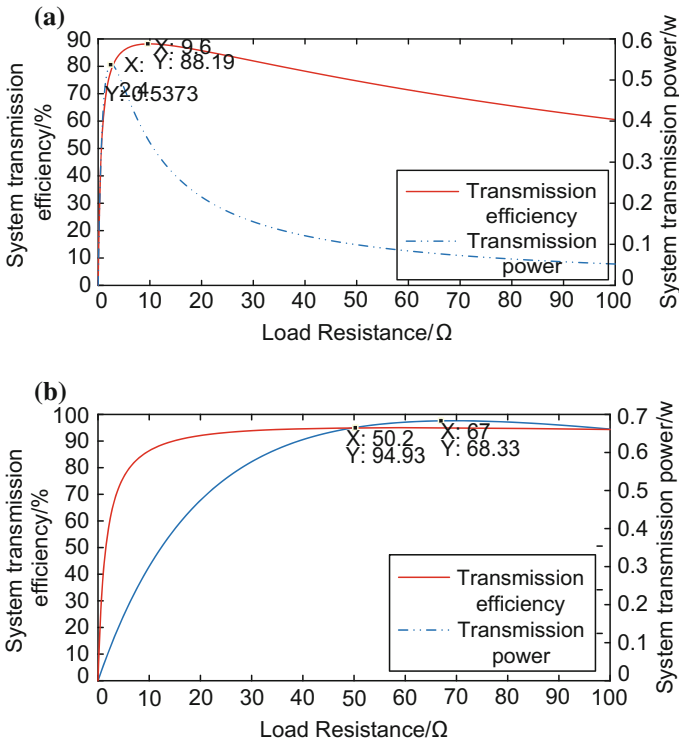 (a)
System transmission
efficiency/%
90
80
70
60
50
40
30
20
10
0
X: 9.6
Y: 88.19
X:
2.4
Y: 0.5373
Transmission
efficiency
Transmission
power
0.6
0.5
0.4
0.3
0.2
0.1
0
System transmission power/w
0 10 20 30 40 50 60 70 80 90 100
Load Resistance/Ω
(b)
System transmission
efficiency/%
100
90
80
70
60
50
40
30
20
10
0
X: 50.2
Y: 94.93
X: 67
Y: 68.33
Transmission
efficiency
Transmission
power
0.7
0.6
0.5
0.4
0.3
0.2
0.1
0
System transmission power/w
0 10 20 30 40 50 60 70 80 90 100
Load Resistance/Ω